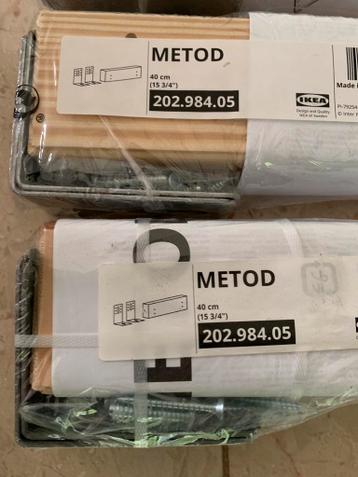 METOD
40 cm
(15 3/4")
202.984.05
IKEA
Design and Quality
IKEA of Sweden
Made
© Inter
METOD
40 cm
(15 3/4")
202.984.05